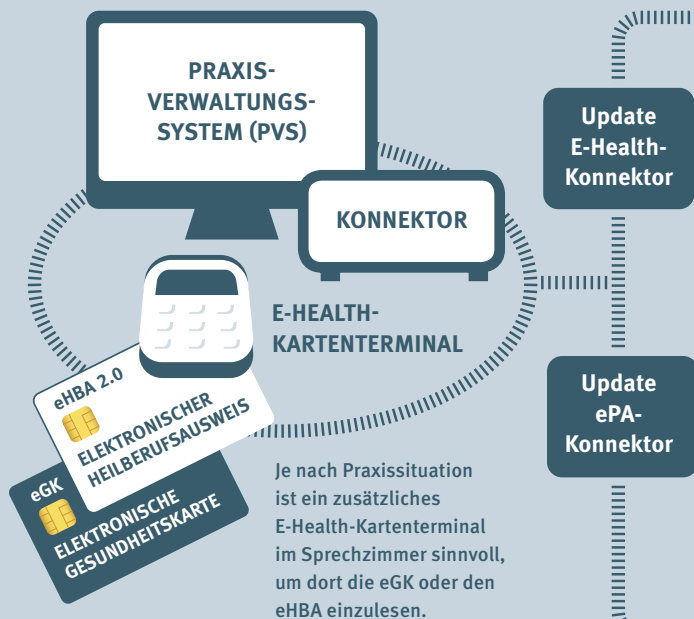 PRAXIS-
VERWALTUNGS-
SYSTEM (PVS)
KONNEKTOR
E-HEALTH-
KARTENTERMINAL
eHBA 2.0
ELEKTRONISCHER
HEILBERUFSAUSWEIS
eGK
ELEKTRONISCHE
GESUNDHEITSKARTE
Je nach Praxissituation
ist ein zusätzliches
E-Health-Kartenterminal
im Sprechzimmer sinnvoll,
um dort die eGK oder den
eHBA einzulesen.
Update
E-Health-
Konnektor
Update
ePA-
Konnektor